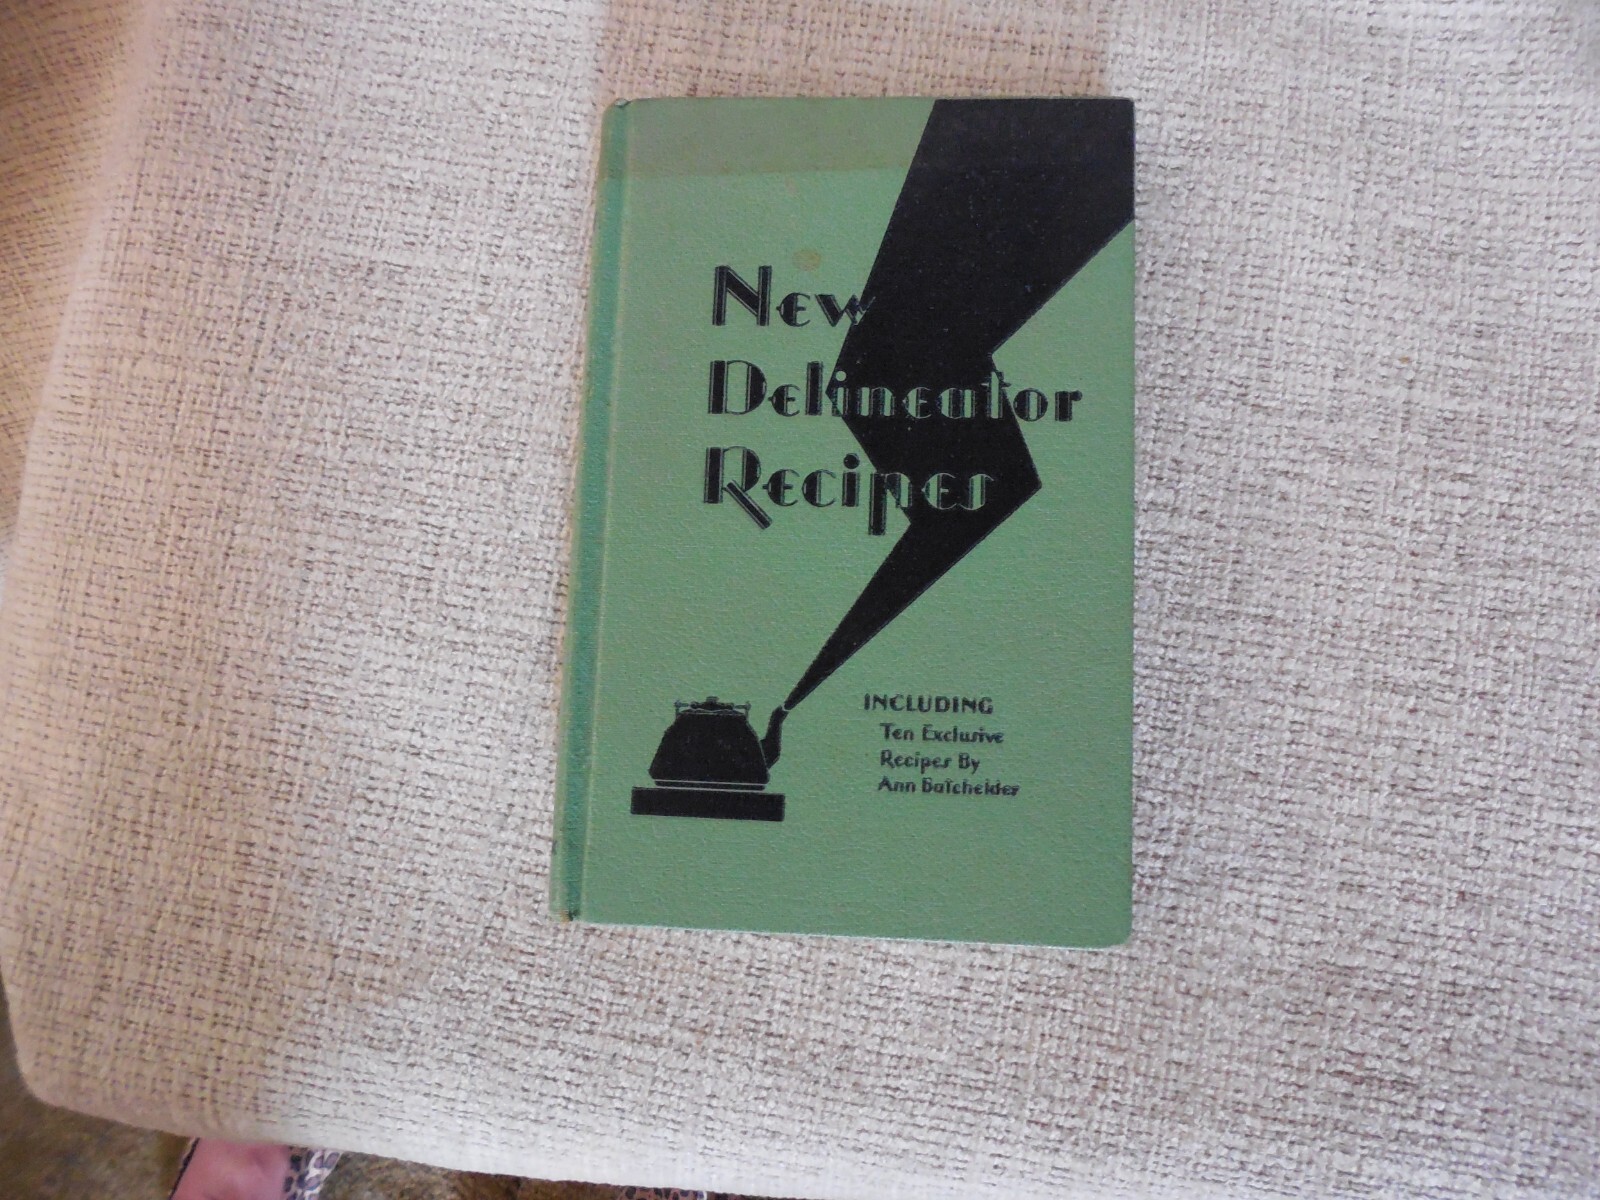 New
Delineator
Recipes
INCLUDING
Ten Exclusive
Recipes By
Ann Batchelder